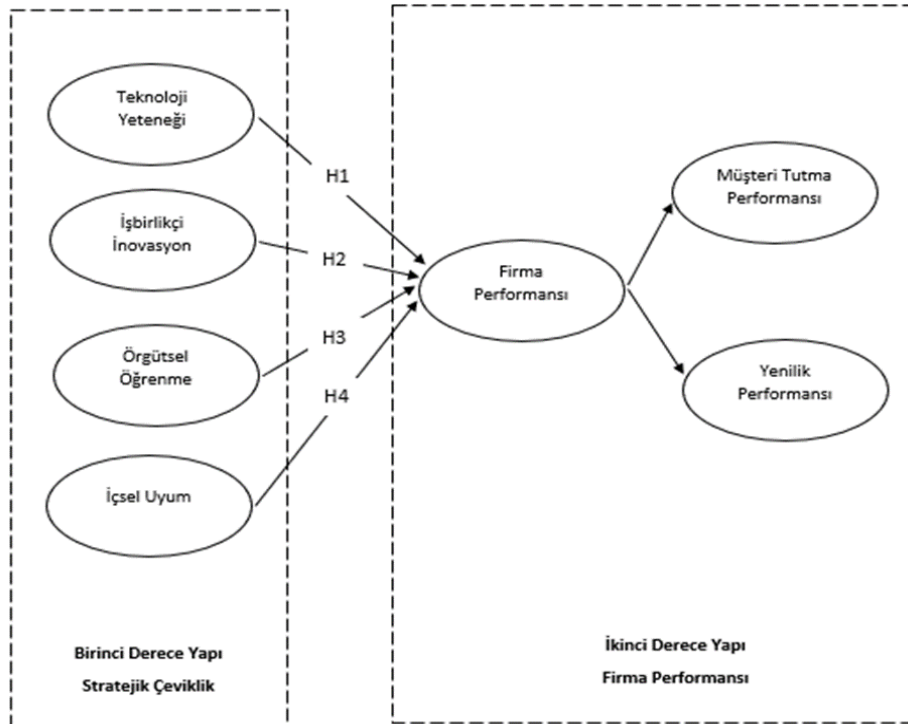 Teknoloji
Yeteneği
İşbirlikçi
İnovasyon
Örgütsel
Öğrenme
İçsel Uyum
Birinci Derece Yapı
Stratejik Çeviklik
H1
H2
H3
H4
Firma
Performansı
Müşteri Tutma
Performansı
Yenilik
Performansı
İkinci Derece Yapı
Firma Performansı